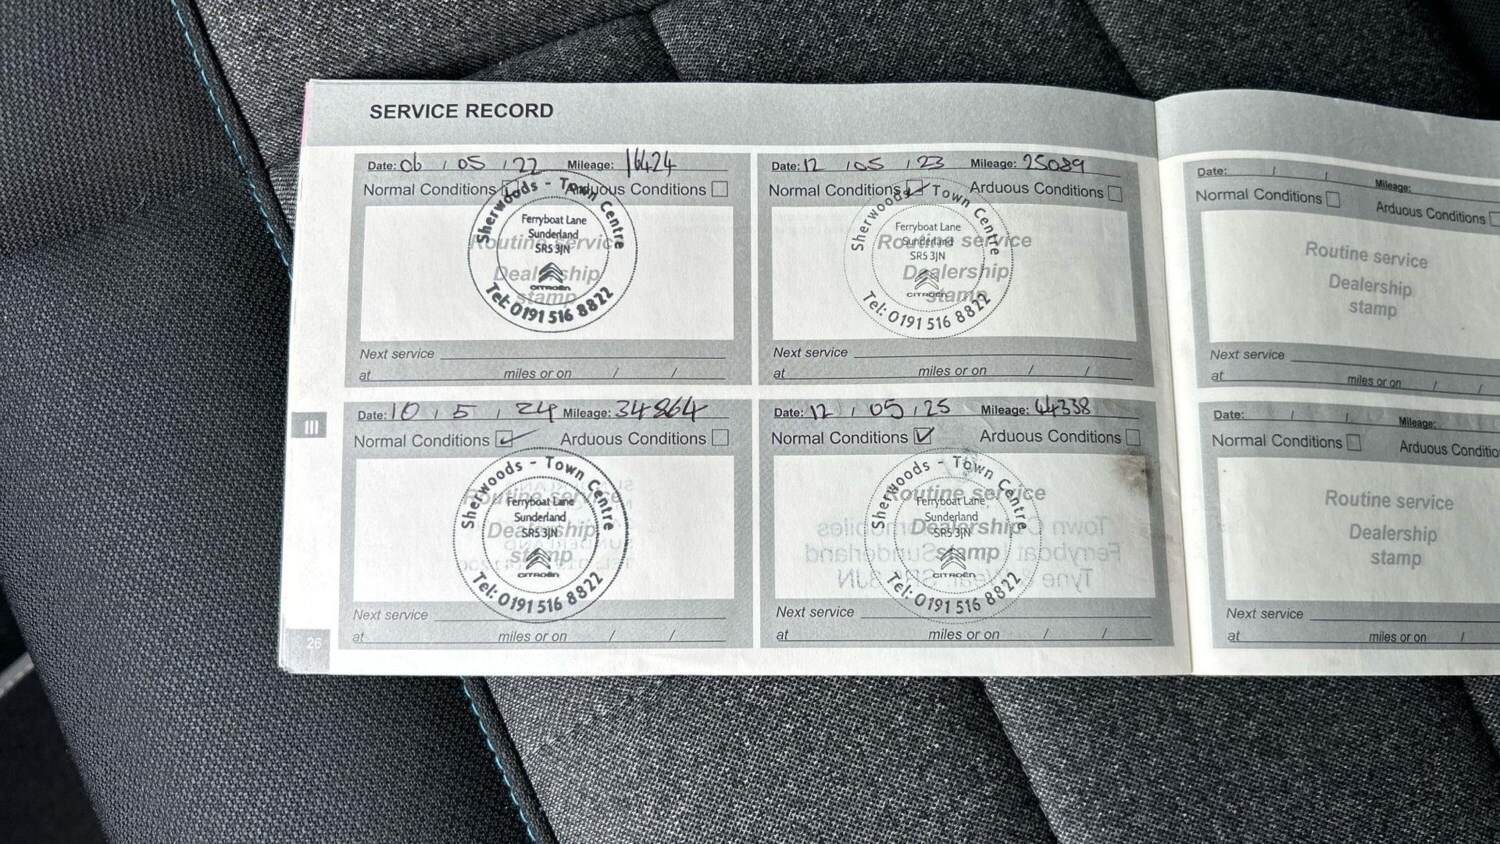 SERVICE RECORD
Date: 06 / 05 / 22 Mileage: 16424
Normal Conditions Arduous Conditions
Sherwoods - Town Centre
Ferryboat Lane
Sunderland
SR5 3JN
CITROËN
Tel: 0191 516 8822
Routine service
Dealership
stamp
Next service
at miles or on / /
Date: 12 / 05 / 23 Mileage: 25089
Normal Conditions Arduous Conditions
Sherwoods - Town Centre
Ferryboat Lane
Sunderland
SR5 3JN
CITROËN
Tel: 0191 516 8822
Routine service
Dealership
stamp
Next service
at miles or on / /
Date: 10 / 5 / 24 Mileage: 34864
Normal Conditions Arduous Conditions
Sherwoods - Town Centre
Ferryboat Lane
Sunderland
SR5 3JN
CITROËN
Tel: 0191 516 8822
Routine service
Dealership
stamp
Next service
at miles or on / /
Date: 12 / 05 / 25 Mileage: 44338
Normal Conditions Arduous Conditions
Sherwoods - Town Centre
Ferryboat Lane
Sunderland
SR5 3JN
CITROËN
Tel: 0191 516 8822
Routine service
Dealership
stamp
Next service
at miles or on / /
III
26
Date: / / Mileage:
Normal Conditions Arduous Conditions
Routine service
Dealership
stamp
Next service
at miles or on / /
Date: / / Mileage:
Normal Conditions Arduous
Routine service
Dealership
stamp
Next service
at miles or on /